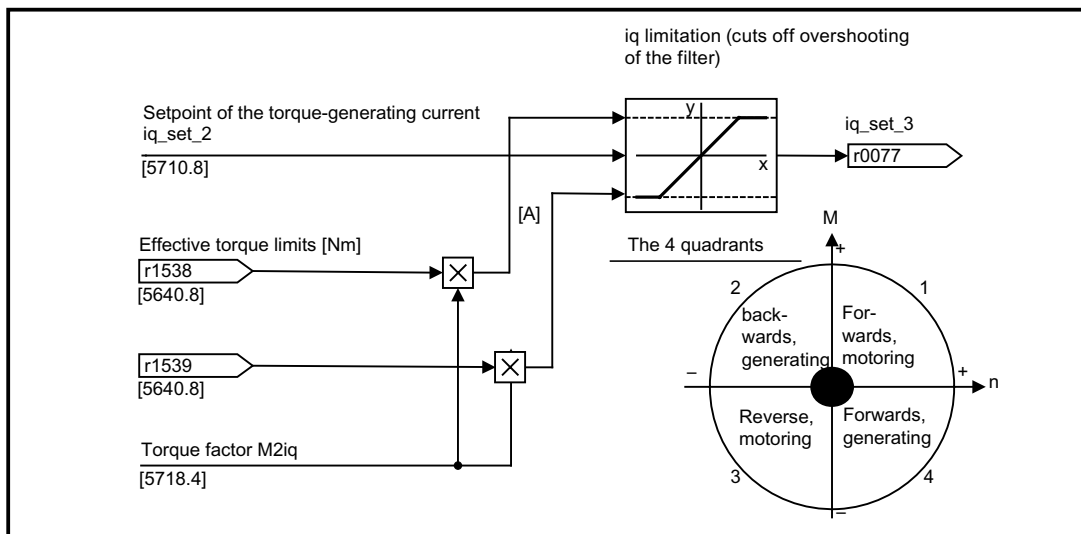 iq limitation (cuts off overshooting
of the filter)
Setpoint of the torque-generating current
iq_set_2
[5710.8]
y
x
iq_set_3
r0077
[A]
Effective torque limits [Nm]
r1538
[5640.8]
r1539
[5640.8]
Torque factor M2iq
[5718.4]
The 4 quadrants
M
+
2
1
back-
wards,
generating
For-
wards,
motoring
–
+
n
Reverse,
motoring
Forwards,
generating
3
4
–